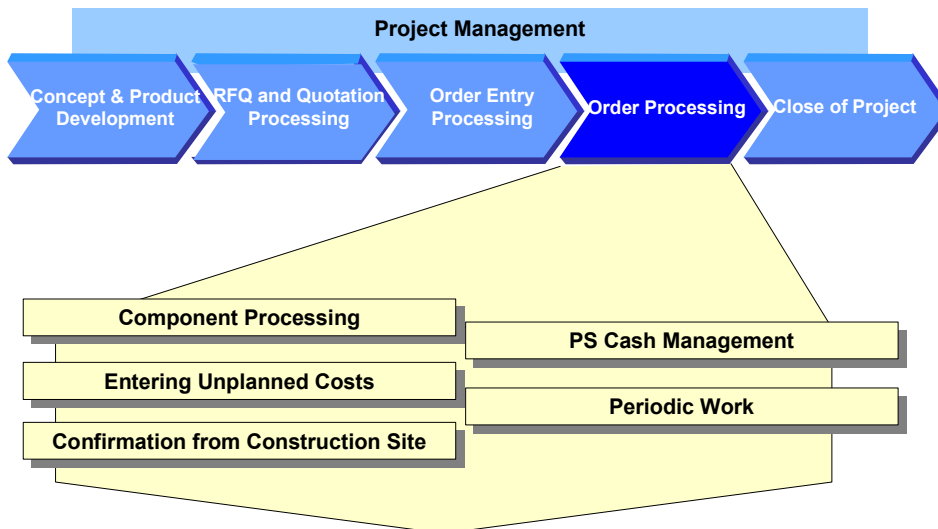 Project Management
Concept & Product
Development
RFQ and Quotation
Processing
Order Entry
Processing
Order Processing
Close of Project
Component Processing
PS Cash Management
Entering Unplanned Costs
Periodic Work
Confirmation from Construction Site